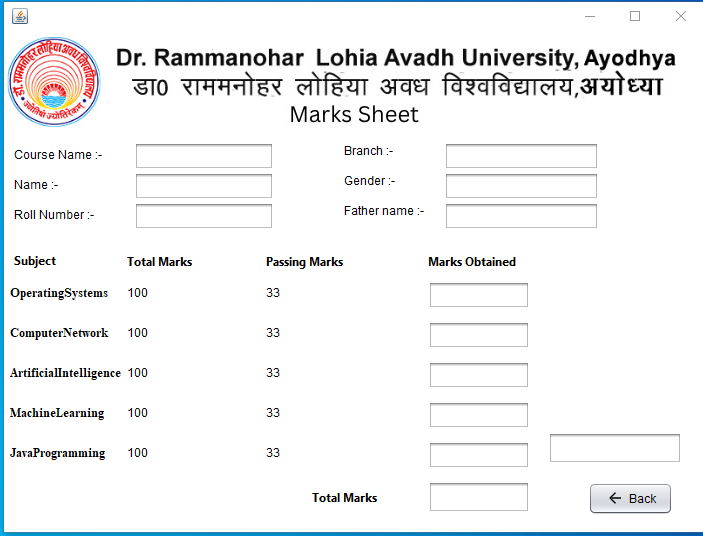 Dr. Rammanohar Lohia Avadh University, Ayodhya
डा0 राममनोहर लोहिया अवध विश्वविद्यालय,अयोध्या
Marks Sheet
Course Name :- Branch :-
Name :- Gender :-
Roll Number :- Father name :-
Subject Total Marks Passing Marks Marks Obtained
OperatingSystems 100 33
ComputerNetwork 100 33
ArtificialIntelligence 100 33
MachineLearning 100 33
JavaProgramming 100 33
Total Marks
Back